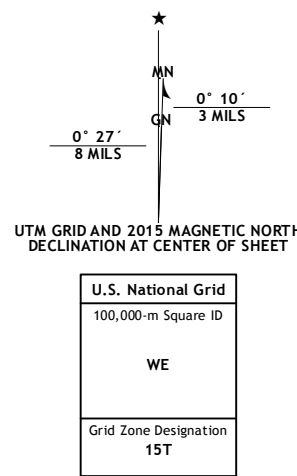 ★
MN
GN
0° 10´
3 MILS
0° 27´
8 MILS
UTM GRID AND 2015 MAGNETIC NORTH
DECLINATION AT CENTER OF SHEET
U.S. National Grid
100,000-m Square ID
WE
Grid Zone Designation
15T